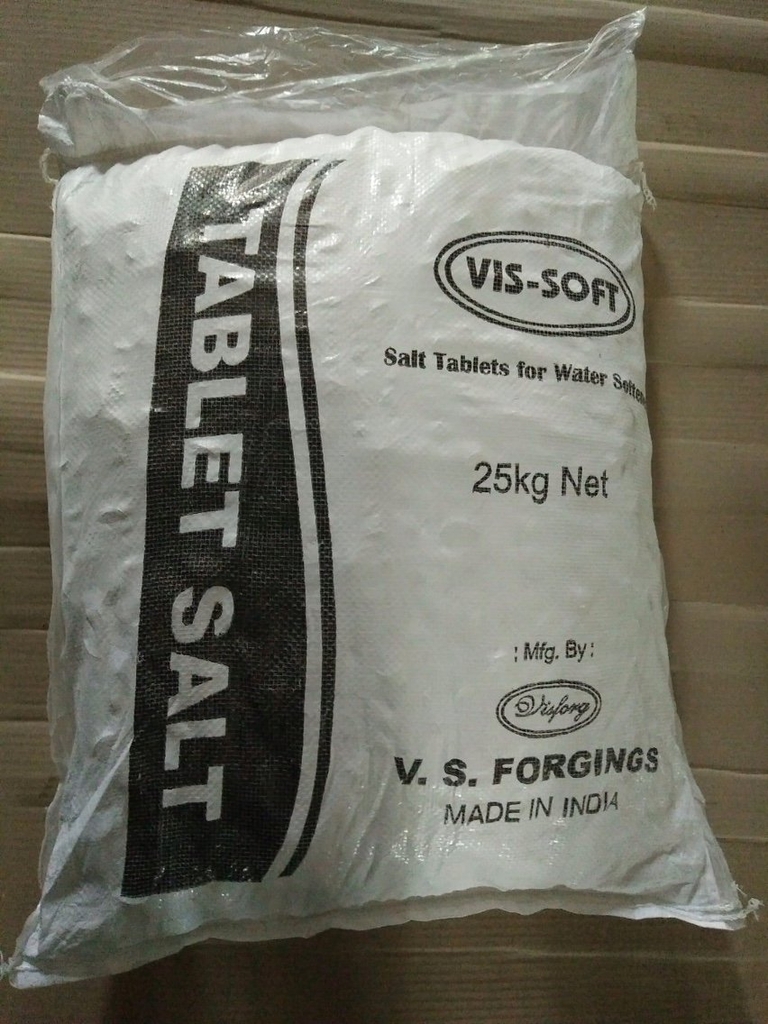 TABLET SALT
VIS-SOFT
Salt Tablets for Water
25kg Net
: Mfg. By :
Visforg
V. S. FORGINGS
MADE IN INDIA